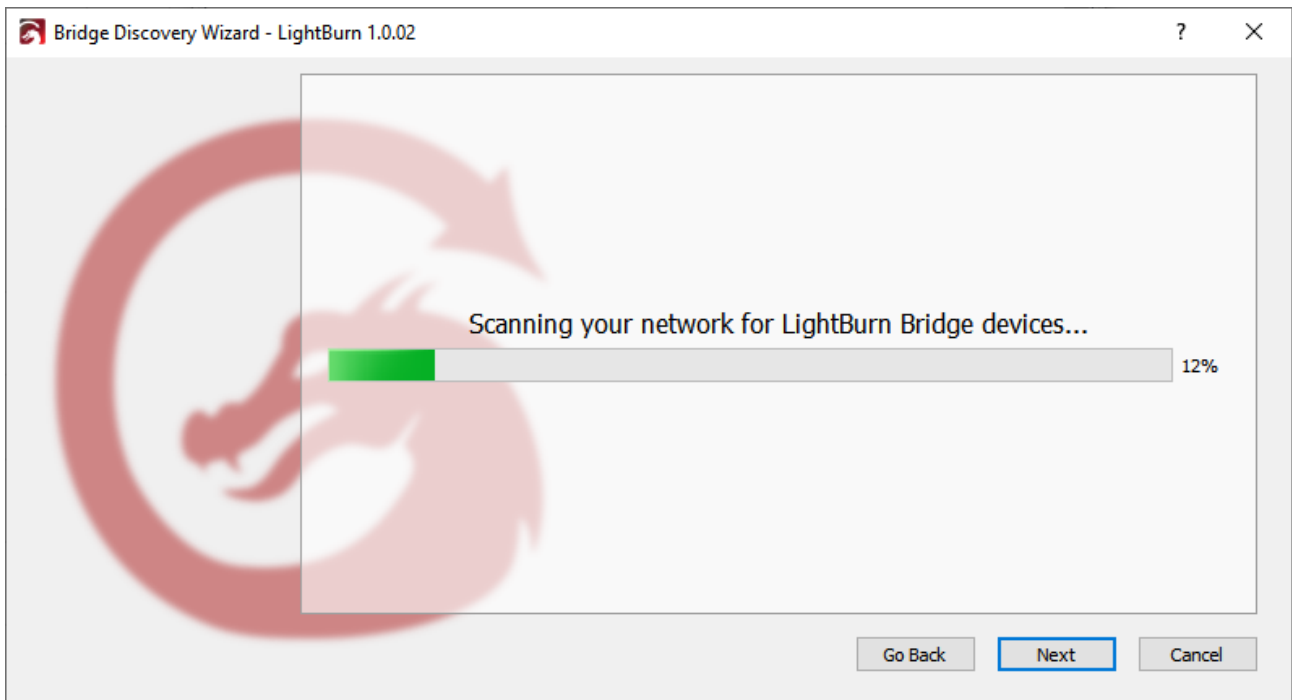 Bridge Discovery Wizard - LightBurn 1.0.02
?
Scanning your network for LightBurn Bridge devices...
12%
Go Back
Next
Cancel